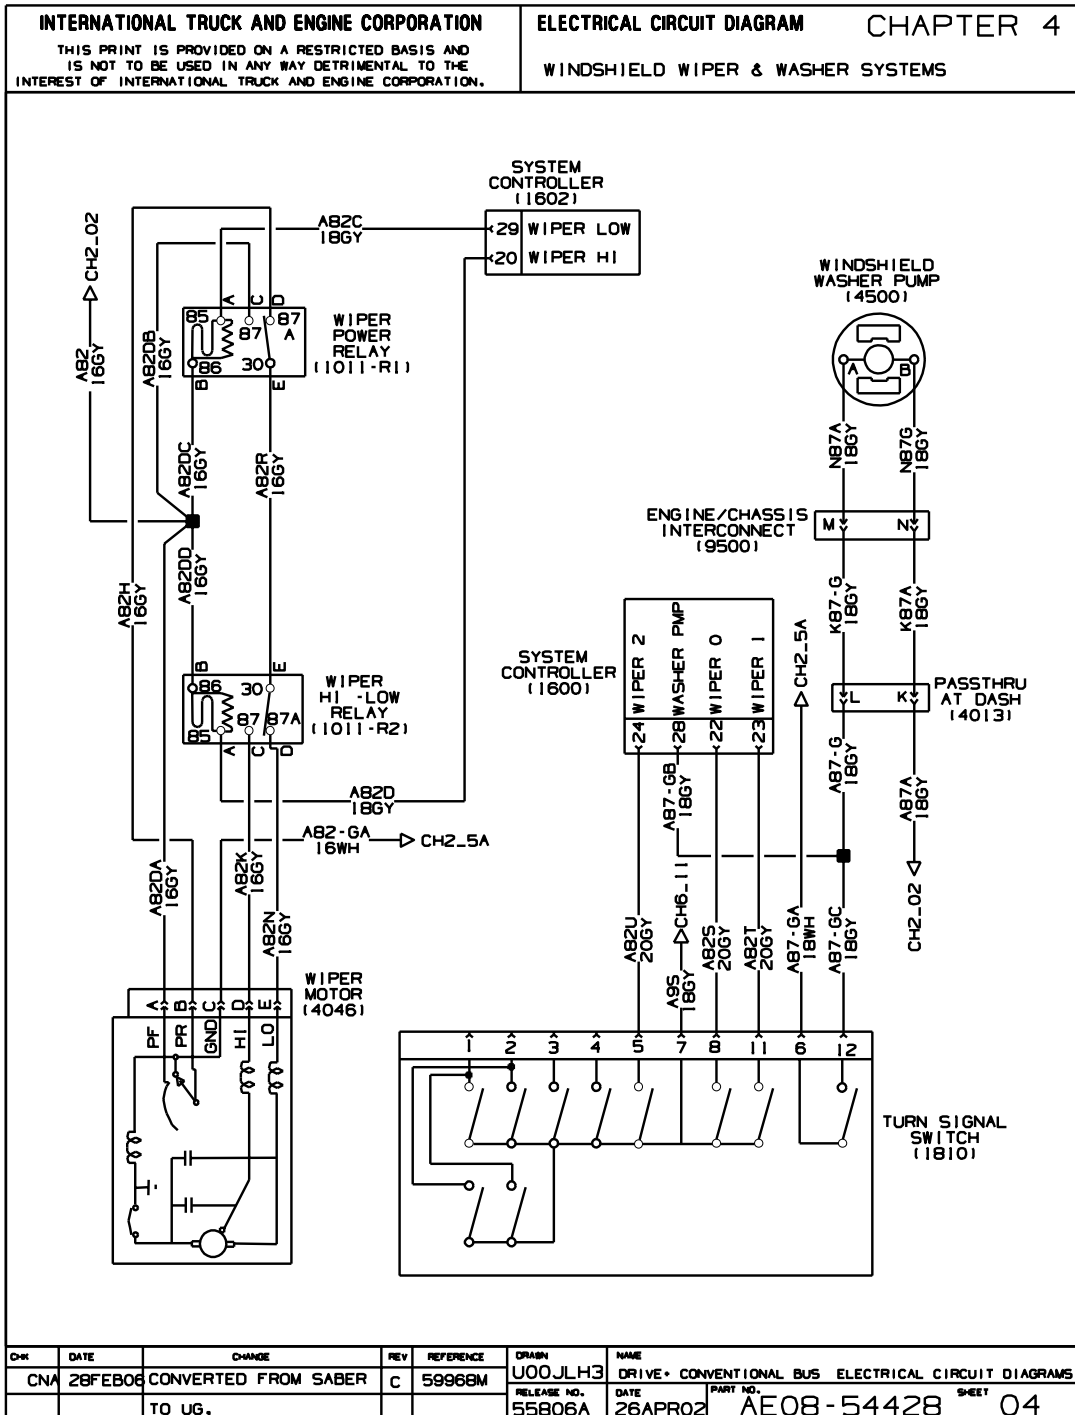 INTERNATIONAL TRUCK AND ENGINE CORPORATION
THIS PRINT IS PROVIDED ON A RESTRICTED BASIS AND
IS NOT TO BE USED IN ANY WAY DETRIMENTAL TO THE
INTEREST OF INTERNATIONAL TRUCK AND ENGINE CORPORATION.
ELECTRICAL CIRCUIT DIAGRAM
CHAPTER 4
WINDSHIELD WIPER & WASHER SYSTEMS
SYSTEM
CONTROLLER
(1602)
29 WIPER LOW
20 WIPER HI
A82C
18GY
CH2_02
A82
16GY
A82DB
16GY
A C D
85
87
87
A
86
30
B
E
WIPER
POWER
RELAY
(1011-R1)
WINDSHIELD
WASHER PUMP
(4500)
A
B
N87A
18GY
N87G
18GY
A82DC
16GY
A82R
16GY
ENGINE/CHASSIS
INTERCONNECT
(9500)
M
N
A82DD
16GY
A82H
16GY
K87-G
18GY
K87A
18GY
SYSTEM
CONTROLLER
(1600)
WIPER 2
WASHER PMP
WIPER 0
WIPER 1
24
28
22
23
CH2_5A
B
E
86
30
87
87A
85
A
C
D
WIPER
HI -LOW
RELAY
(1011-R2)
PASSTHRU
AT DASH
(4013)
L
K
A87-G
18GY
A87A
18GY
A87-GB
18GY
A82D
18GY
A82-GA
16WH
CH2_5A
A82DA
16GY
A82K
16GY
A82N
16GY
A82U
20GY
CH6_11
A9S
18GY
A82S
20GY
A82T
20GY
A87-GA
18WH
A87-GC
18GY
CH2_02
WIPER
MOTOR
(4046)
A B C D E
PF
PR
GND
HI
LO
1 2 3 4 5 7 8 11 6 12
TURN SIGNAL
SWITCH
(1810)
CHK DATE CHANGE REV REFERENCE
CNA 28FEB06 CONVERTED FROM SABER C 59968M
TO UG.
DRAWN
U00JLH3
NAME
DRIVE+ CONVENTIONAL BUS ELECTRICAL CIRCUIT DIAGRAMS
RELEASE NO.
55806A
DATE
26APR02
PART NO.
AE08-54428
SHEET
04